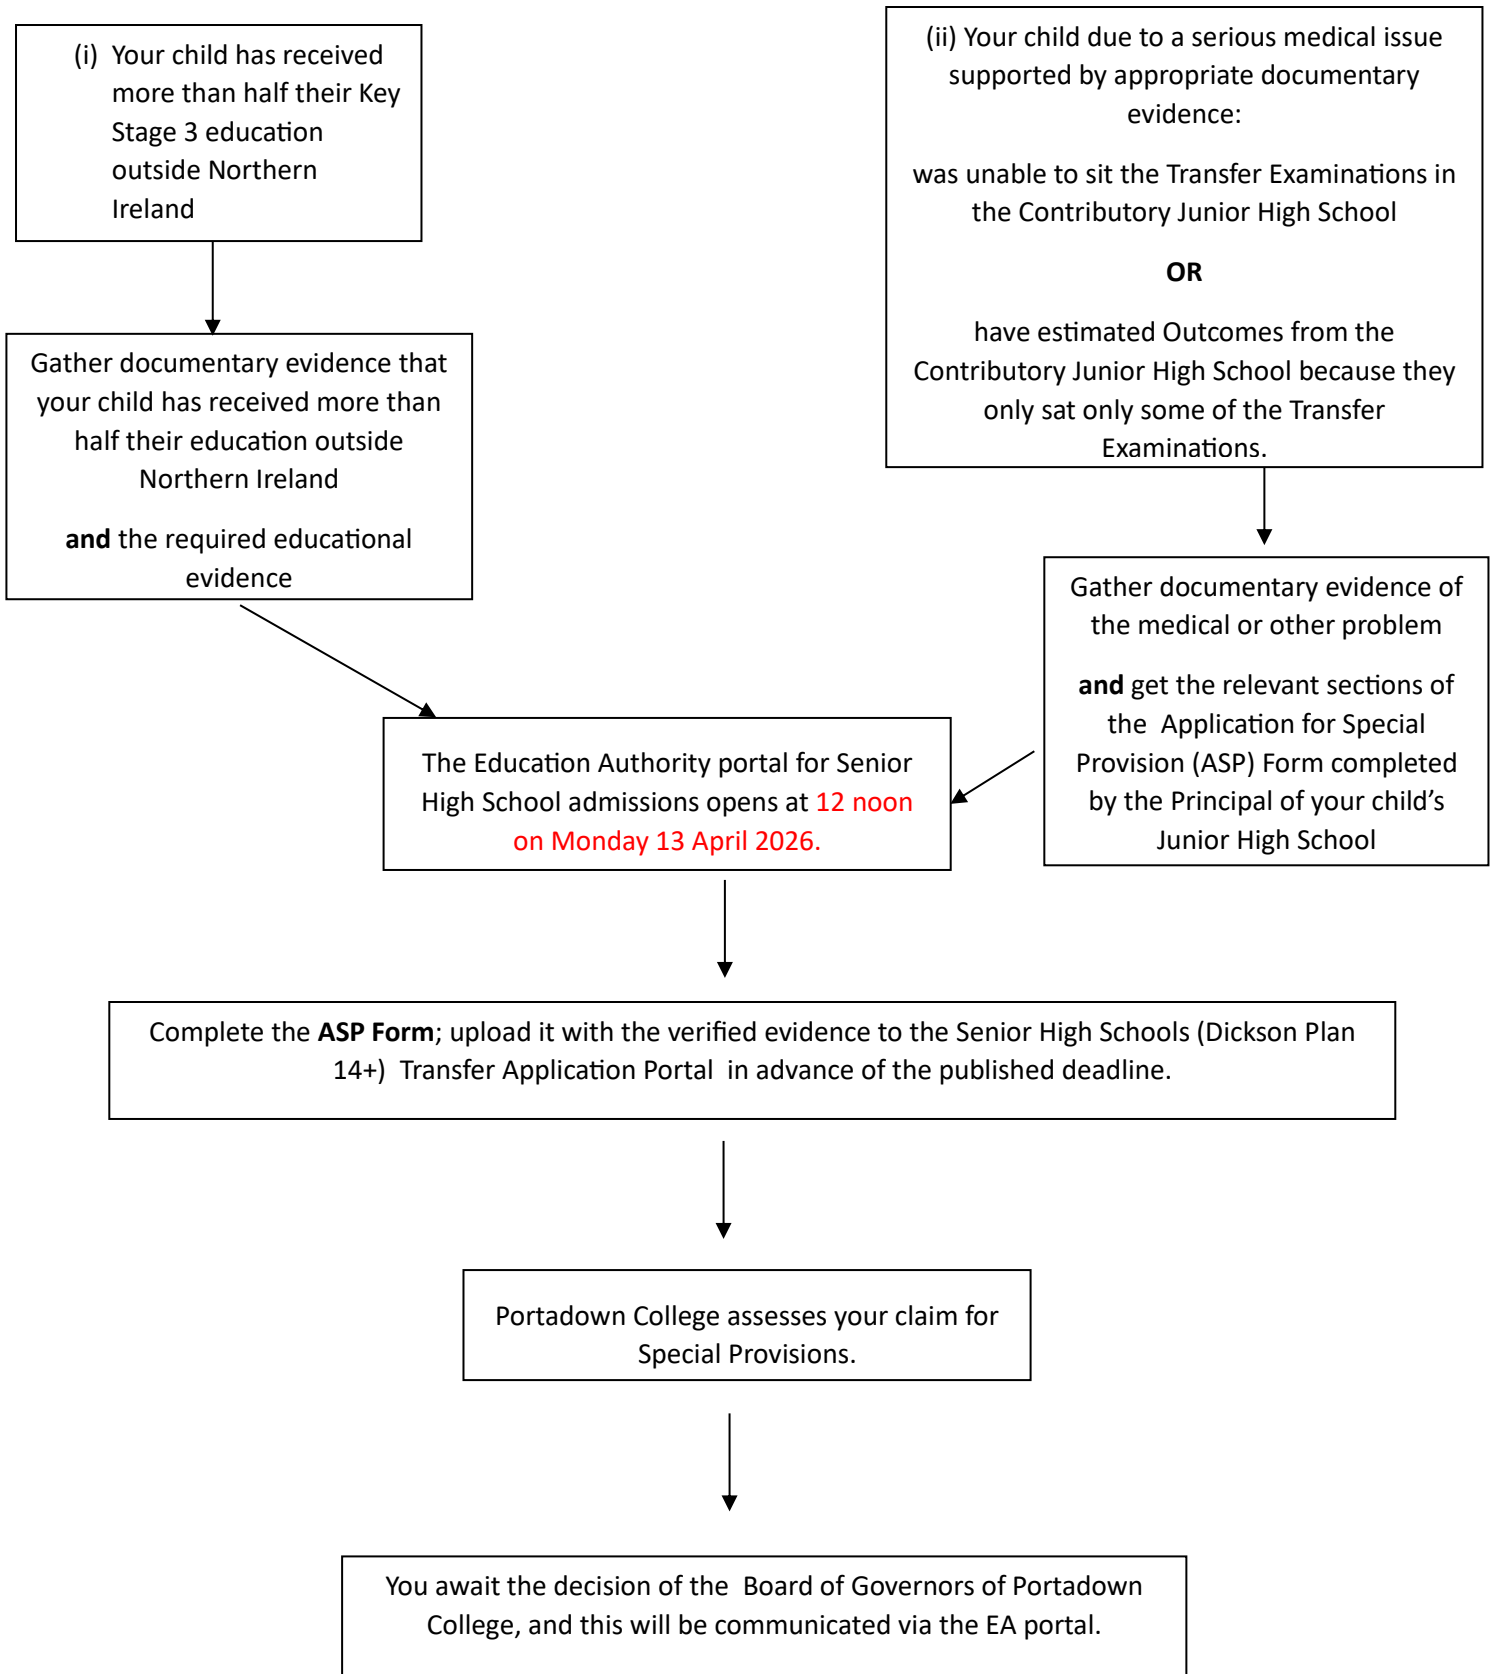 (i) Your child has received
more than half their Key
Stage 3 education
outside Northern
Ireland
(ii) Your child due to a serious medical issue
supported by appropriate documentary
evidence:
was unable to sit the Transfer Examinations in
the Contributory Junior High School
OR
have estimated Outcomes from the
Contributory Junior High School because they
only sat only some of the Transfer
Examinations.
Gather documentary evidence that
your child has received more than
half their education outside
Northern Ireland
and the required educational
evidence
Gather documentary evidence of
the medical or other problem
and get the relevant sections of
the Application for Special
Provision (ASP) Form completed
by the Principal of your child’s
Junior High School
The Education Authority portal for Senior
High School admissions opens at 12 noon
on Monday 13 April 2026.
Complete the ASP Form; upload it with the verified evidence to the Senior High Schools (Dickson Plan
14+) Transfer Application Portal in advance of the published deadline.
Portadown College assesses your claim for
Special Provisions.
You await the decision of the Board of Governors of Portadown
College, and this will be communicated via the EA portal.